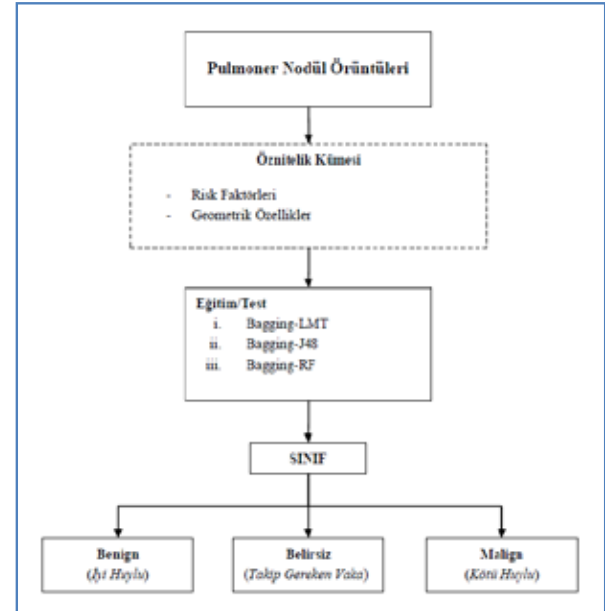 Pulmoner Nodül Örüntüleri
Öznitelik Kümesi
- Risk Faktörleri
- Geometrik Özellikler
Eğitim/Test
i. Bagging-LMT
ii. Bagging-J48
iii. Bagging-RF
SINIF
Benign
(İyi Huylu)
Belirsiz
(Takip Gereken Vaka)
Malign
(Kötü Huylu)